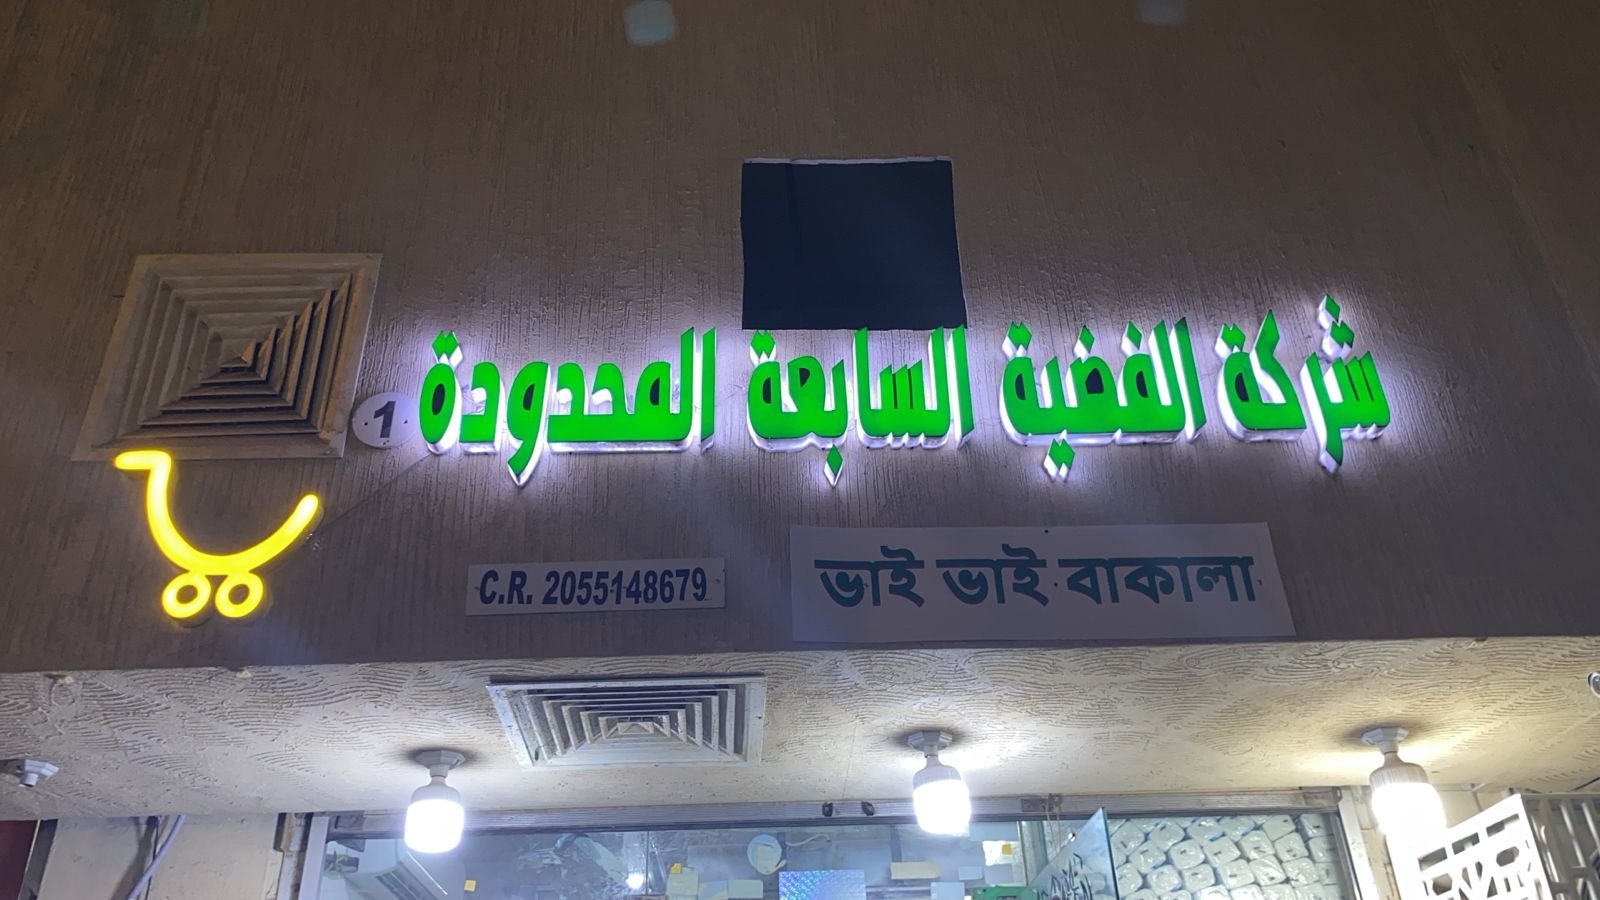 شركة الفضية السابعة المحدودة
1
C.R. 2055148679
ভাই ভাই বাকালা